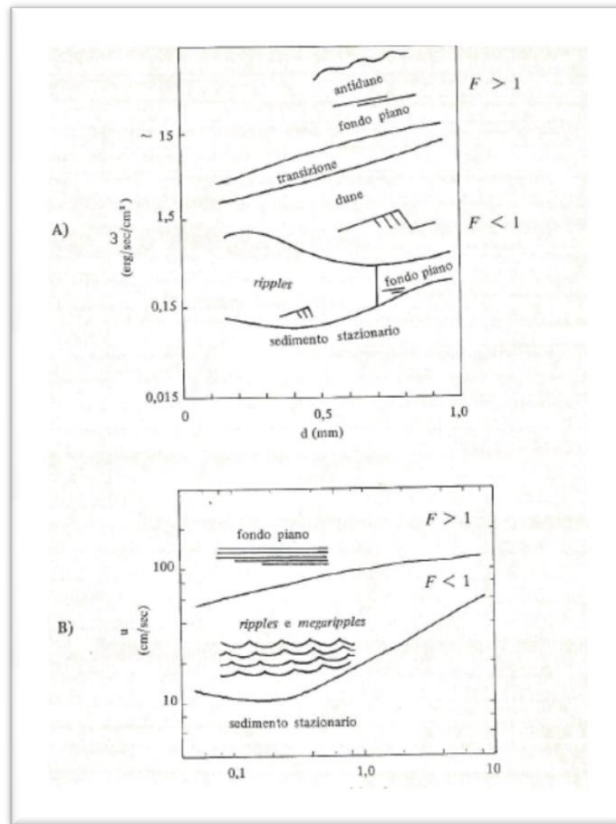 antidune
F > 1
fondo piano
~ 15
transizione
1,5
dune
F < 1
A)
ω
(erg/sec/cm²)
fondo piano
ripples
0,15
sedimento stazionario
0,015
0
0,5
1,0
d (mm)
fondo piano
F > 1
100
F < 1
B)
u
(cm/sec)
ripples e megaripples
10
sedimento stazionario
0,1
1,0
10